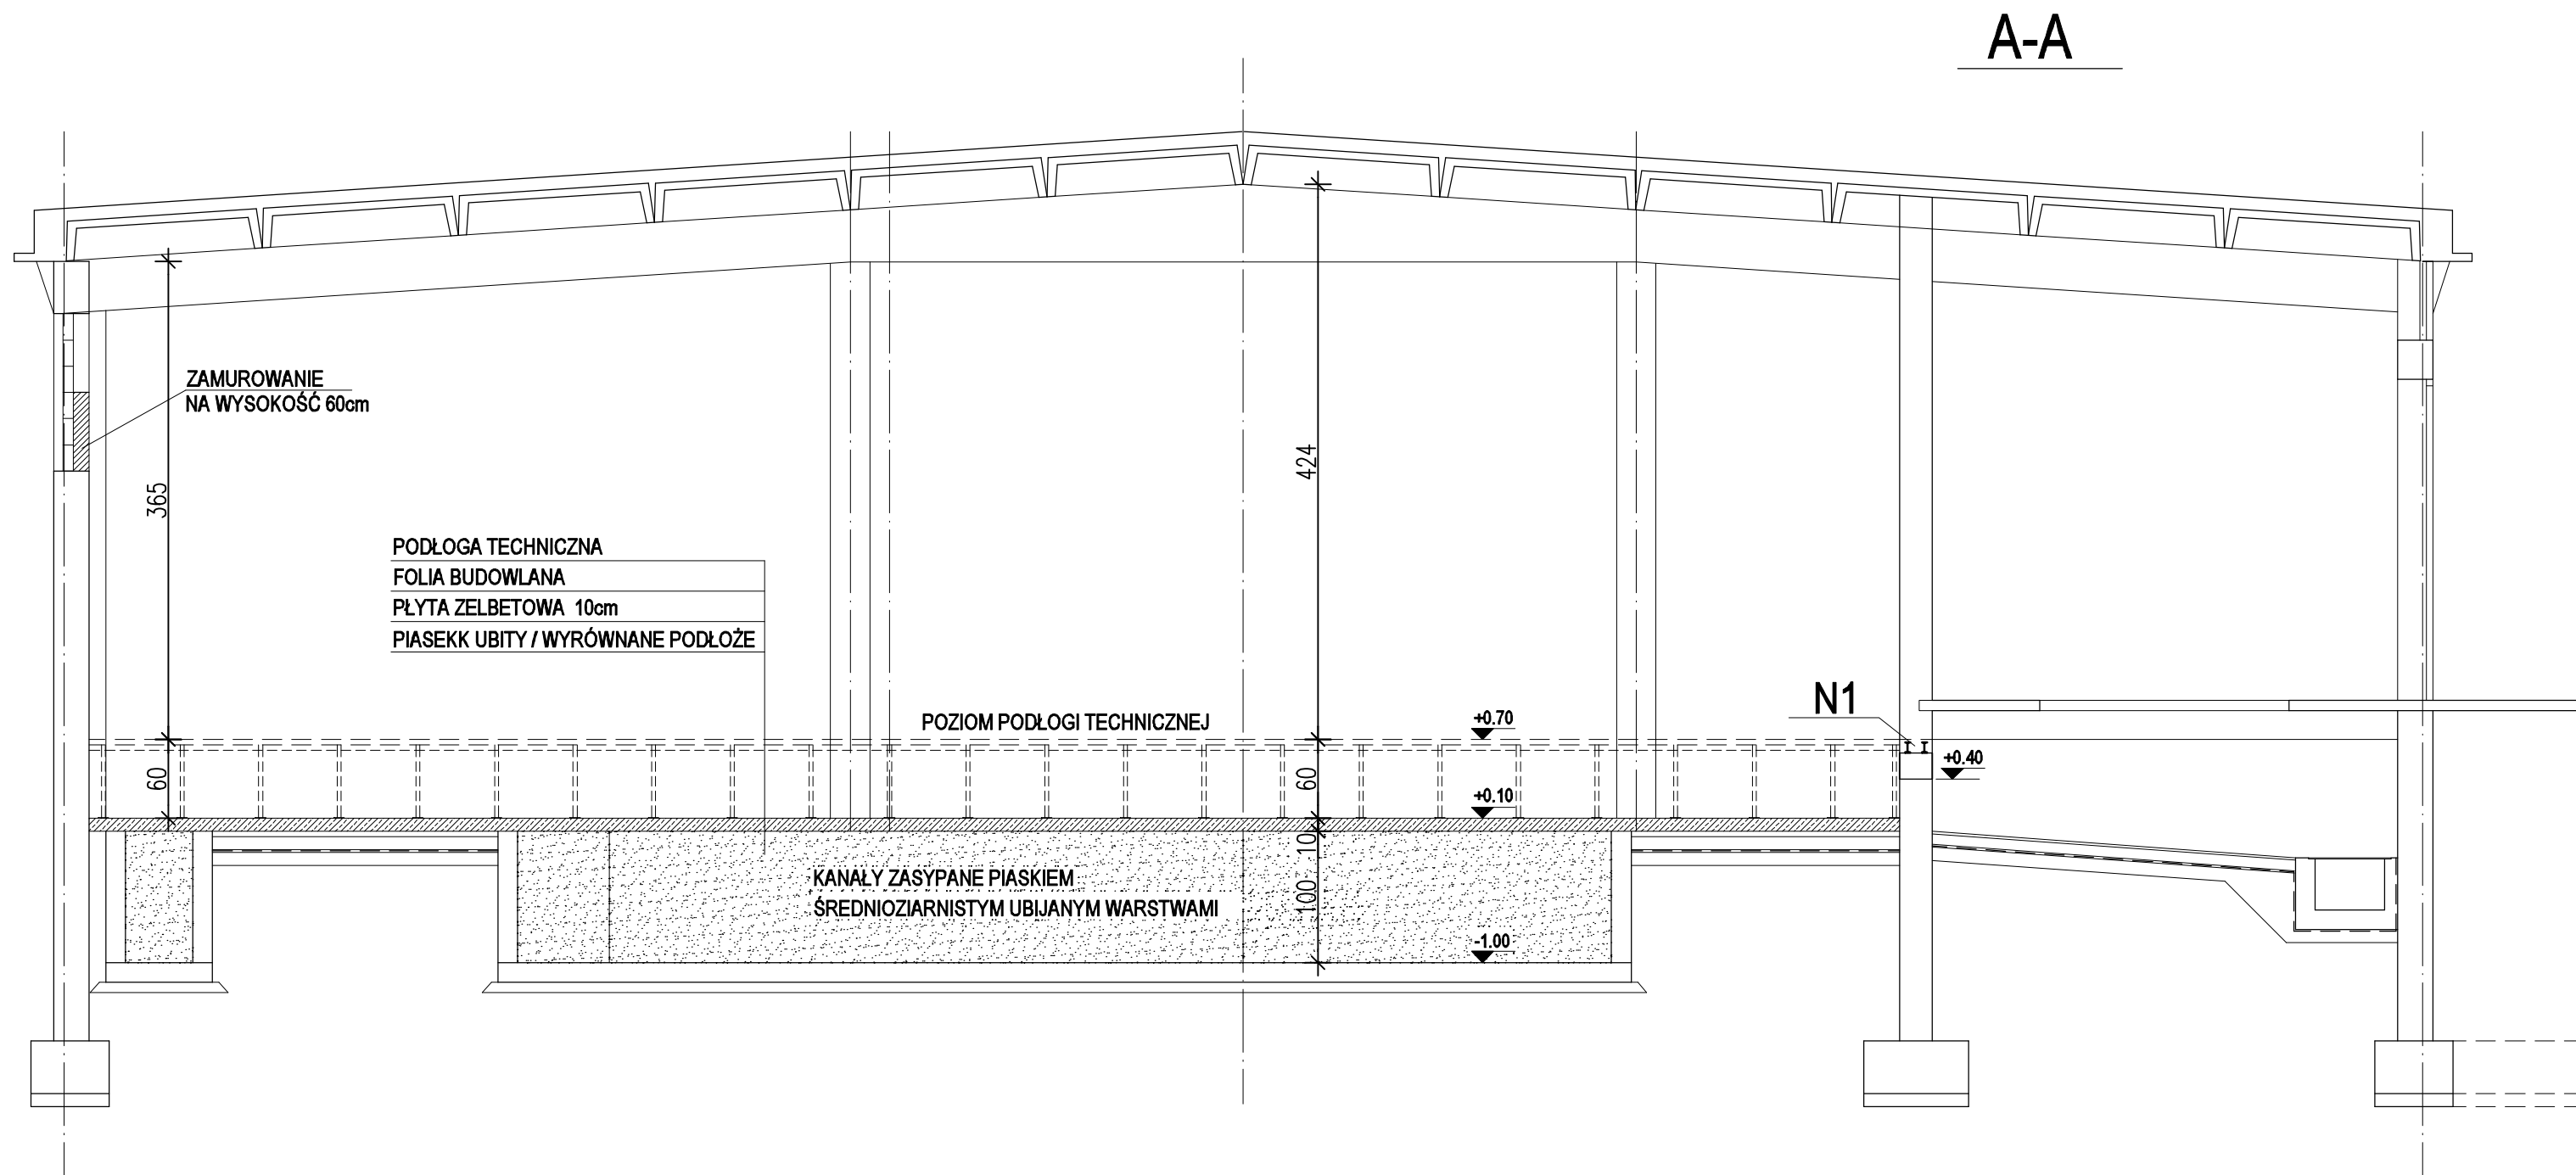 A-A
ZAMUROWANIE
NA WYSOKOŚĆ 60cm
365
424
PODŁOGA TECHNICZNA
FOLIA BUDOWLANA
PŁYTA ZELBETOWA 10cm
PIASEKK UBITY / WYRÓWNANE PODŁOŻE
N1
POZIOM PODŁOGI TECHNICZNEJ
+0.70
+0.40
60
60
+0.10
10
KANAŁY ZASYPANE PIASKIEM
ŚREDNIOZIARNISTYM UBIJANYM WARSTWAMI
100
-1.00